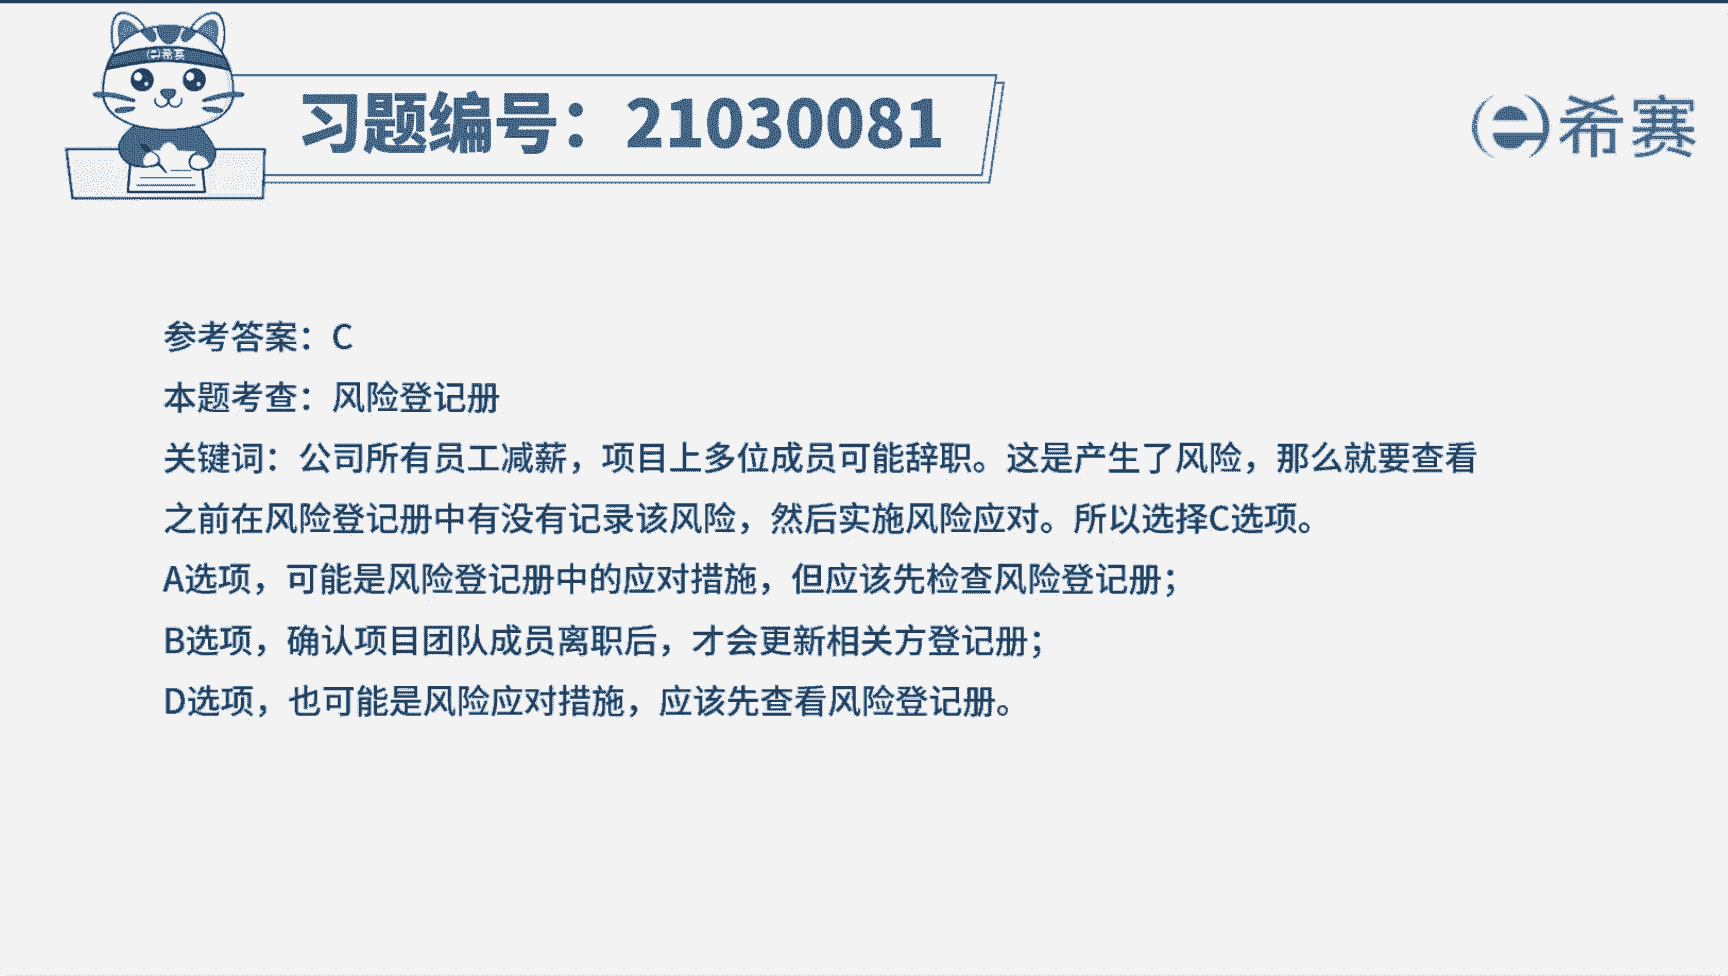 希赛
习题编号：21030081
希赛
参考答案：C
本题考查：风险登记册
关键词：公司所有员工减薪，项目上多位成员可能辞职。这是产生了风险，那么就要查看
之前在风险登记册中有没有记录该风险，然后实施风险应对。所以选择C选项。
A选项，可能是风险登记册中的应对措施，但应该先检查风险登记册；
B选项，确认项目团队成员离职后，才会更新相关方登记册；
D选项，也可能是风险应对措施，应该先查看风险登记册。